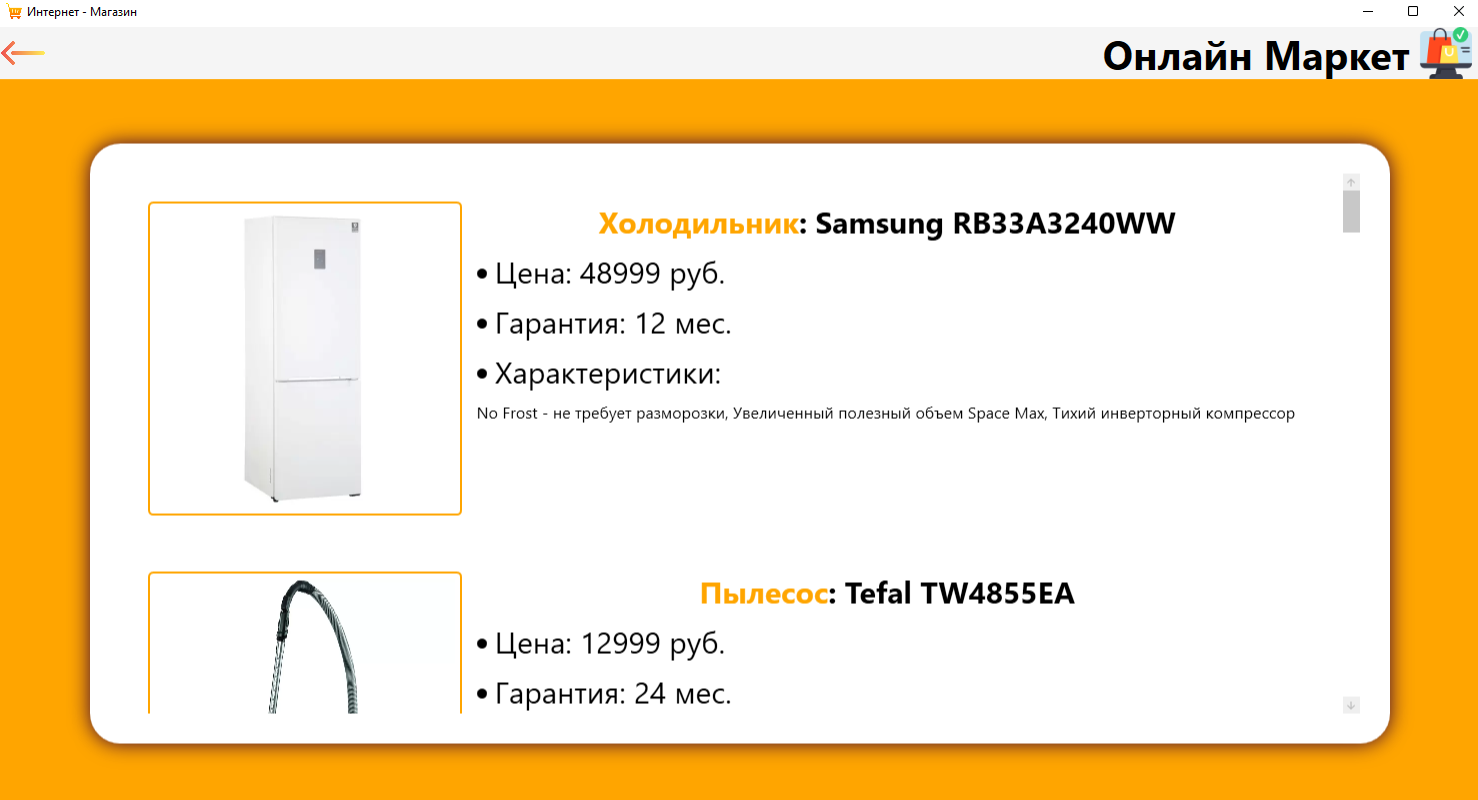 Интернет - Магазин
Онлайн Маркет
Холодильник: Samsung RB33A3240WW
• Цена: 48999 руб.
• Гарантия: 12 мес.
• Характеристики:
No Frost - не требует разморозки, Увеличенный полезный объем Space Max, Тихий инверторный компрессор
Пылесос: Tefal TW4855EA
• Цена: 12999 руб.
• Гарантия: 24 мес.